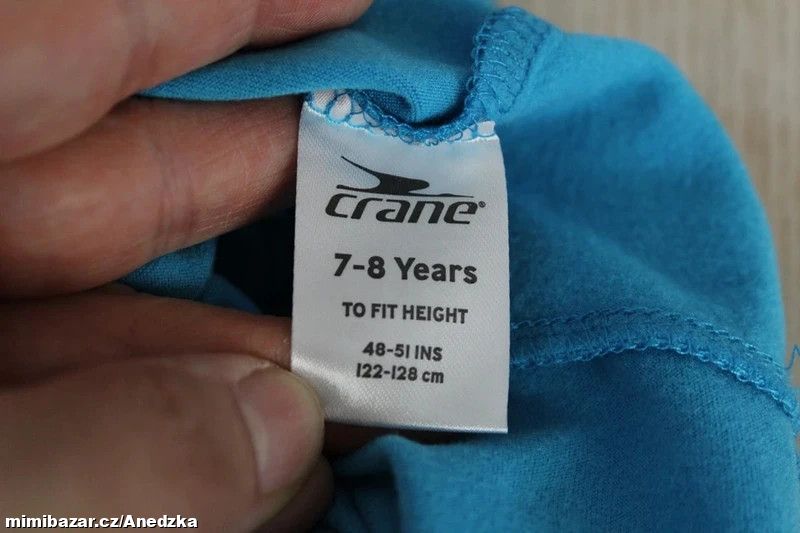 crane®
7-8 Years
TO FIT HEIGHT
48-51 INS
122-128 cm
mimibazar.cz/Anedzka